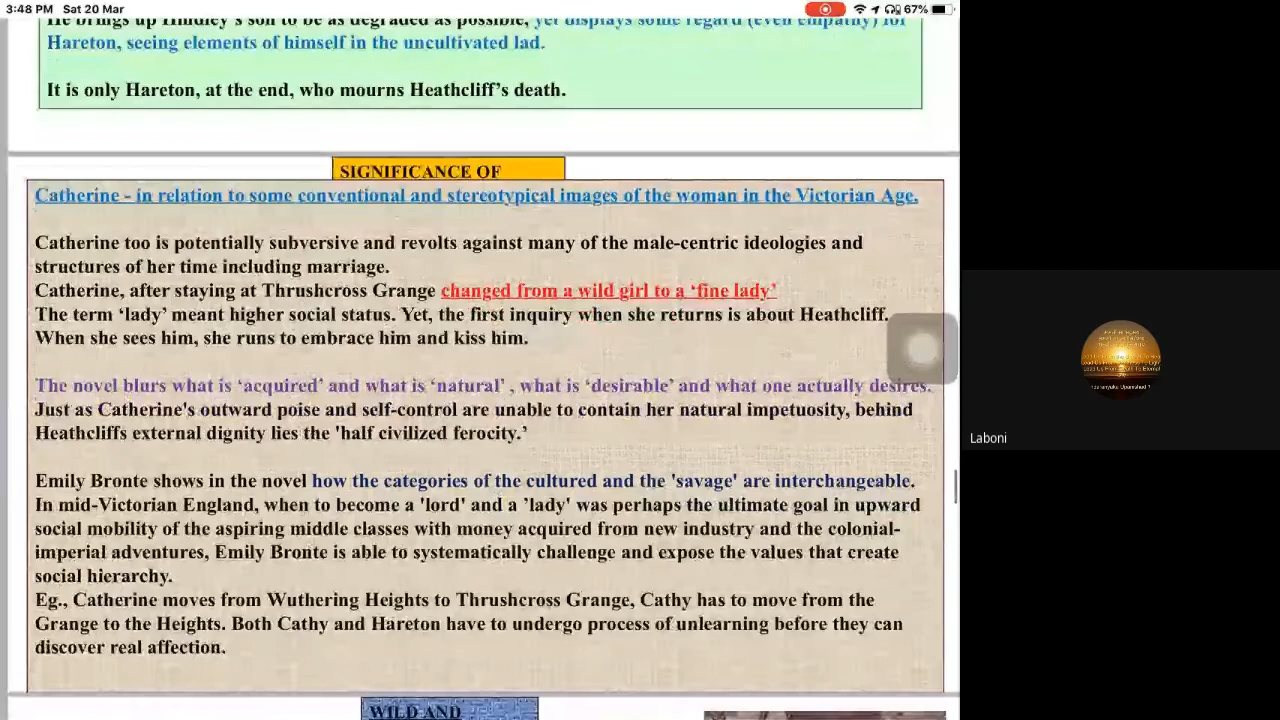 3:48 PM Sat 20 Mar
67%
He brings up Hindley's son to be as degraded as possible, yet displays some regard (even empathy) for
Hareton, seeing elements of himself in the uncultivated lad.
It is only Hareton, at the end, who mourns Heathcliff's death.
SIGNIFICANCE OF
Catherine - in relation to some conventional and stereotypical images of the woman in the Victorian Age.
Catherine too is potentially subversive and revolts against many of the male-centric ideologies and
structures of her time including marriage.
Catherine, after staying at Thrushcross Grange changed from a wild girl to a ‘fine lady’
The term ‘lady’ meant higher social status. Yet, the first inquiry when she returns is about Heathcliff.
When she sees him, she runs to embrace him and kiss him.
The novel blurs what is ‘acquired’ and what is ‘natural’ , what is ‘desirable’ and what one actually desires.
Just as Catherine's outward poise and self-control are unable to contain her natural impetuosity, behind
Heathcliffs external dignity lies the 'half civilized ferocity.’
Emily Bronte shows in the novel how the categories of the cultured and the 'savage' are interchangeable.
In mid-Victorian England, when to become a 'lord' and a ’lady' was perhaps the ultimate goal in upward
social mobility of the aspiring middle classes with money acquired from new industry and the colonial-
imperial adventures, Emily Bronte is able to systematically challenge and expose the values that create
social hierarchy.
Eg., Catherine moves from Wuthering Heights to Thrushcross Grange, Cathy has to move from the
Grange to the Heights. Both Cathy and Hareton have to undergo process of unlearning before they can
discover real affection.
WILD AND
Laboni